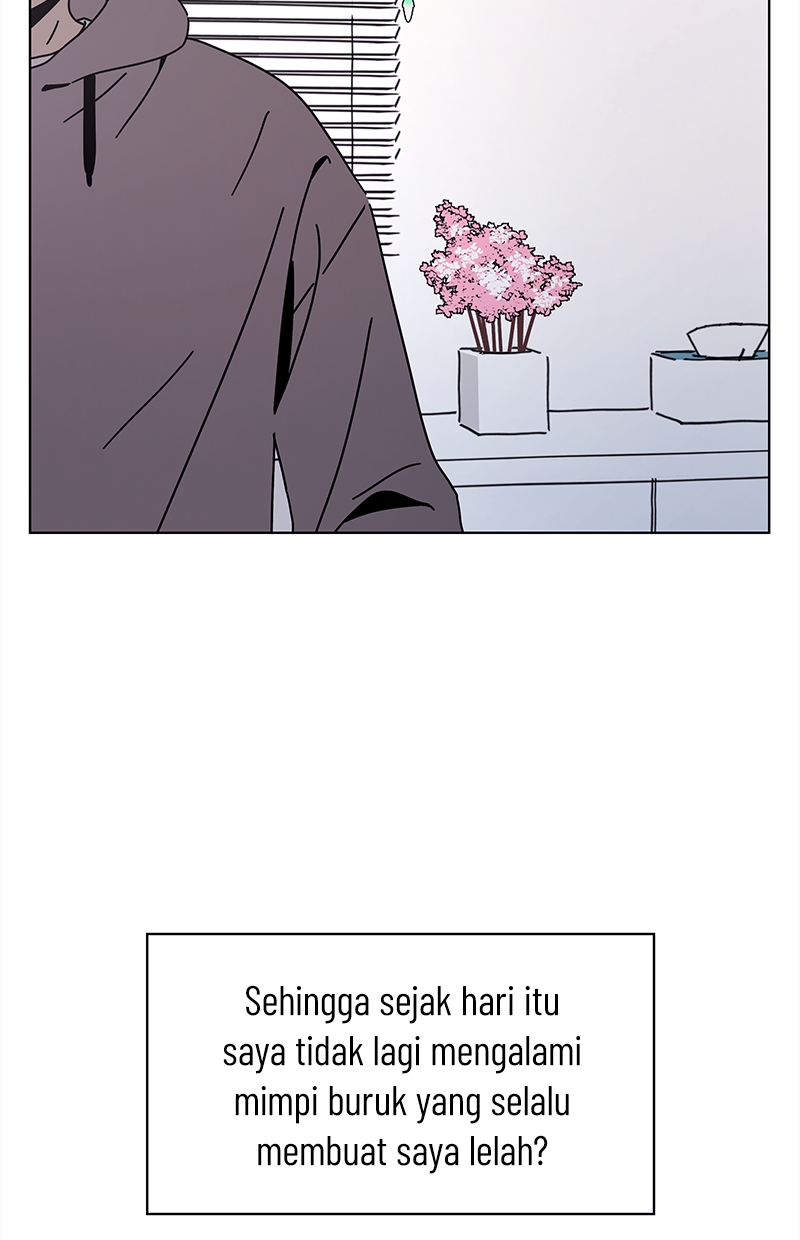 Sehingga sejak hari itu
saya tidak lagi mengalami
mimpi buruk yang selalu
membuat saya lelah?